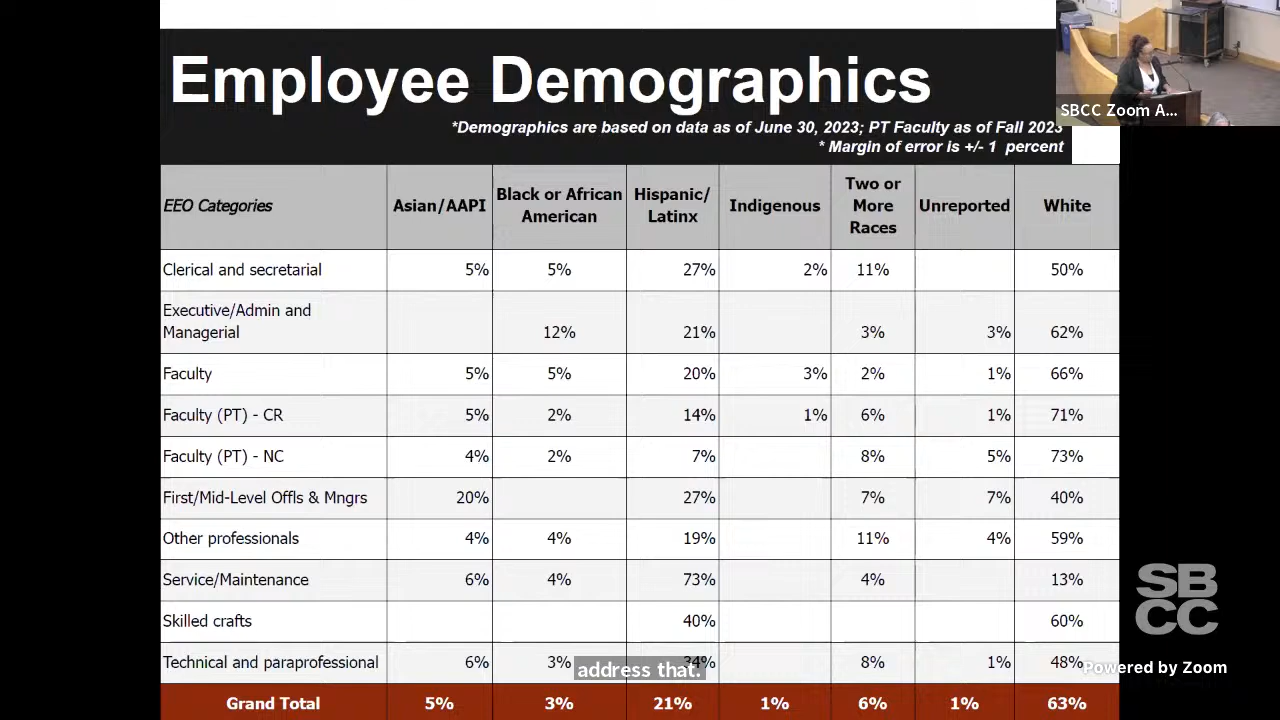 Employee Demographics
*Demographics are based on data as of June 30, 2023; PT Faculty as of Fall 2023
* Margin of error is +/- 1 percent
SBCC Zoom A...
EEO Categories Asian/AAPI Black or African American Hispanic/ Latinx Indigenous Two or More Races Unreported White
Clerical and secretarial 5% 5% 27% 2% 11% 50%
Executive/Admin and Managerial 12% 21% 3% 3% 62%
Faculty 5% 5% 20% 3% 2% 1% 66%
Faculty (PT) - CR 5% 2% 14% 1% 6% 1% 71%
Faculty (PT) - NC 4% 2% 7% 8% 5% 73%
First/Mid-Level Offls & Mngrs 20% 27% 7% 7% 40%
Other professionals 4% 4% 19% 11% 4% 59%
Service/Maintenance 6% 4% 73% 4% 13%
Skilled crafts 40% 60%
Technical and paraprofessional 6% 3% 34% 8% 1% 48%
Grand Total 5% 3% 21% 1% 6% 1% 63%
address that.
SB
CC
Powered by Zoom